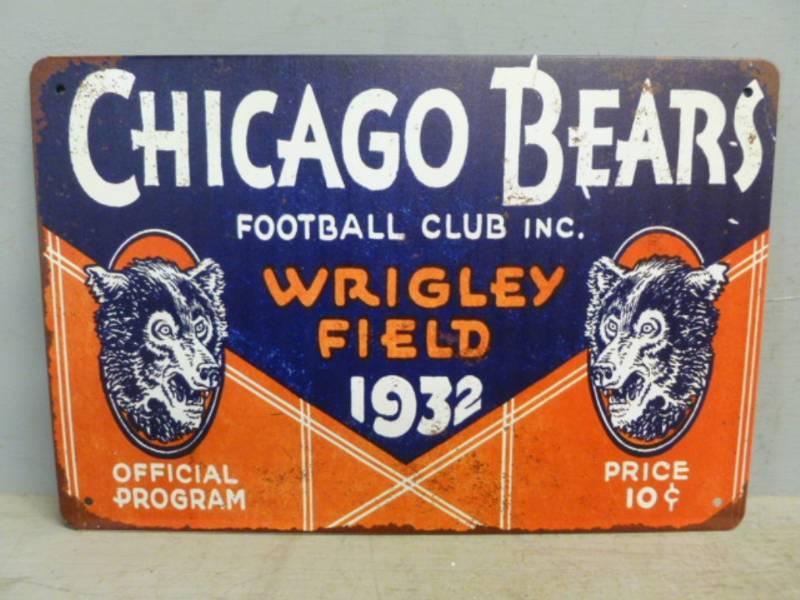 CHICAGO BEARS
FOOTBALL CLUB INC.
WRIGLEY
FIELD
1932
OFFICIAL
PROGRAM
PRICE
10¢